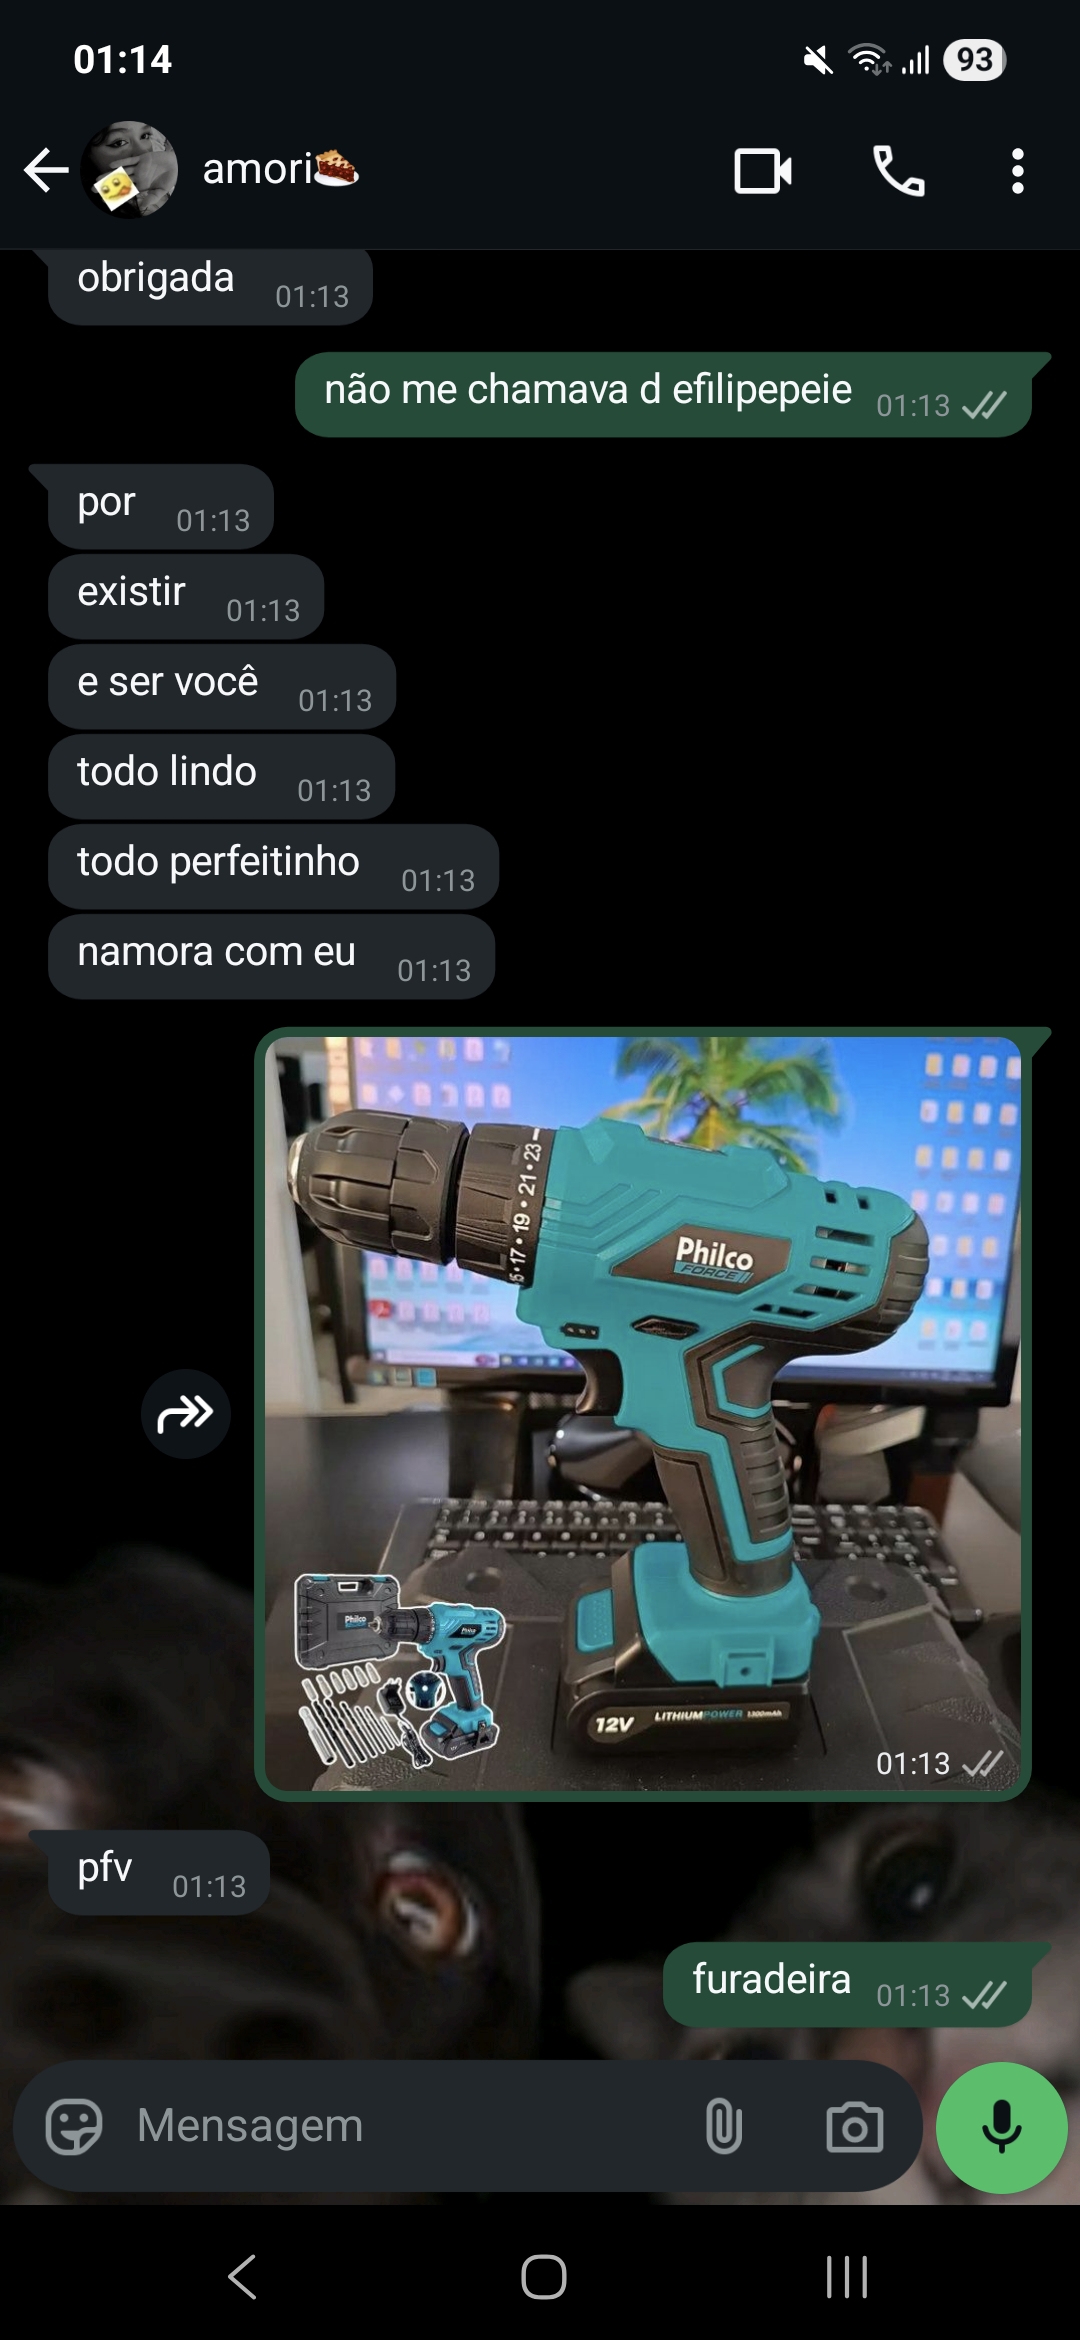 01:14
93
amori
obrigada 01:13
não me chamava d efilipepeie 01:13
por 01:13
existir 01:13
e ser você 01:13
todo lindo 01:13
todo perfeitinho 01:13
namora com eu 01:13
17 • 19 • 21 • 23
Philco
FORCE
Philco
Philco
12V LITHIUMPOWER 1300mAh
01:13
pfv 01:13
furadeira 01:13
Mensagem